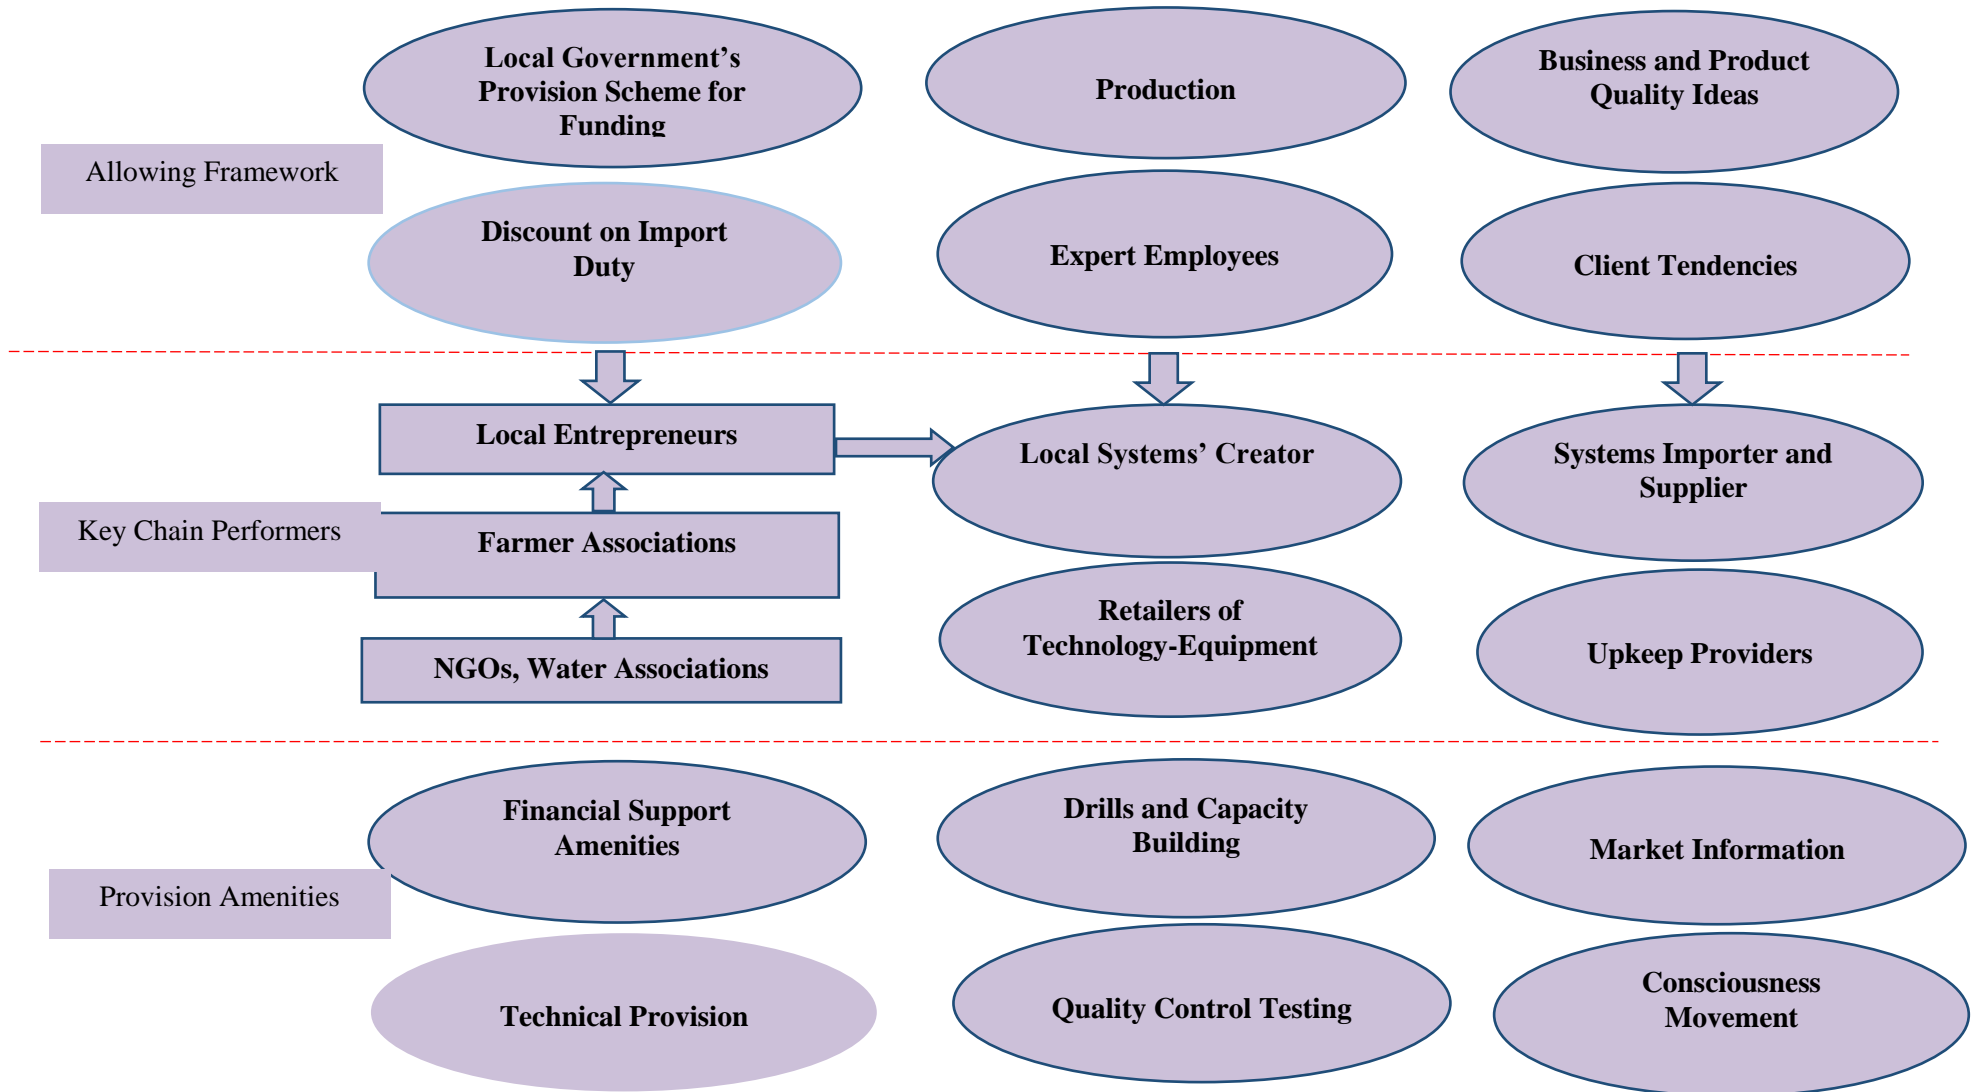 Local Government’s
Provision Scheme for
Funding
Production
Business and Product
Quality Ideas
Allowing Framework
Discount on Import
Duty
Expert Employees
Client Tendencies
Local Entrepreneurs
Local Systems’ Creator
Systems Importer and
Supplier
Key Chain Performers
Farmer Associations
Retailers of
Technology-Equipment
Upkeep Providers
NGOs, Water Associations
Financial Support
Amenities
Drills and Capacity
Building
Market Information
Provision Amenities
Technical Provision
Quality Control Testing
Consciousness
Movement